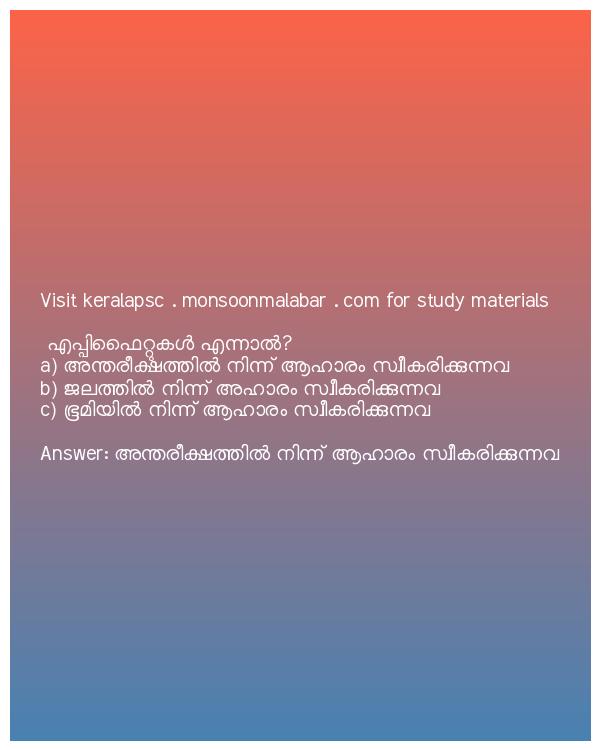 Visit keralapsc . monsoonmalabar . com for study materials
എപ്പിഫൈറ്റുകൾ എന്നാൽ?
a) അന്തരീക്ഷത്തിൽ നിന്ന് ആഹാരം സ്വീകരിക്കുന്നവ
b) ജലത്തിൽ നിന്ന് അഹാരം സ്വീകരിക്കുന്നവ
c) ഭൂമിയിൽ നിന്ന് ആഹാരം സ്വീകരിക്കുന്നവ
Answer: അന്തരീക്ഷത്തിൽ നിന്ന് ആഹാരം സ്വീകരിക്കുന്നവ